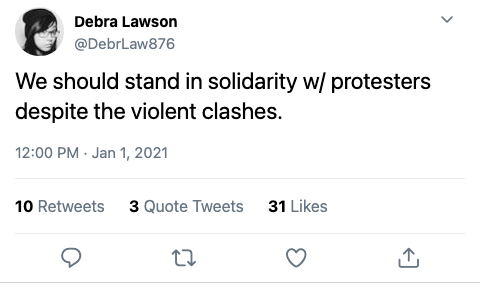 Debra Lawson
@DebrLaw876
We should stand in solidarity w/ protesters
despite the violent clashes.
12:00 PM · Jan 1, 2021
10 Retweets 3 Quote Tweets 31 Likes